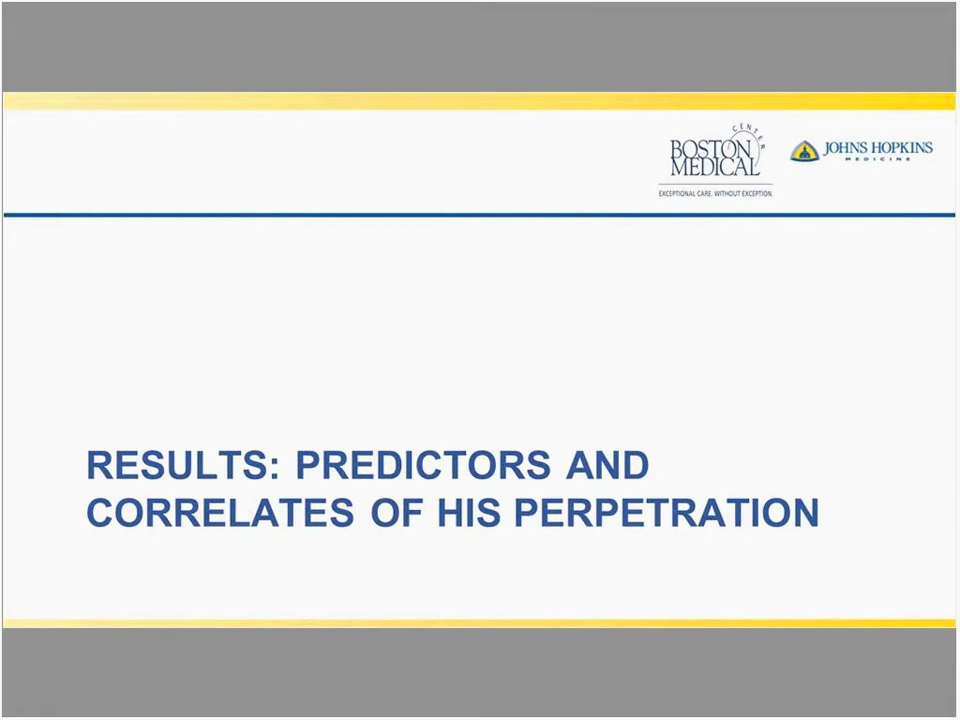 CENTER
BOSTON
MEDICAL
EXCEPTIONAL CARE. WITHOUT EXCEPTION.
JOHNS HOPKINS
MEDICINE
RESULTS: PREDICTORS AND
CORRELATES OF HIS PERPETRATION